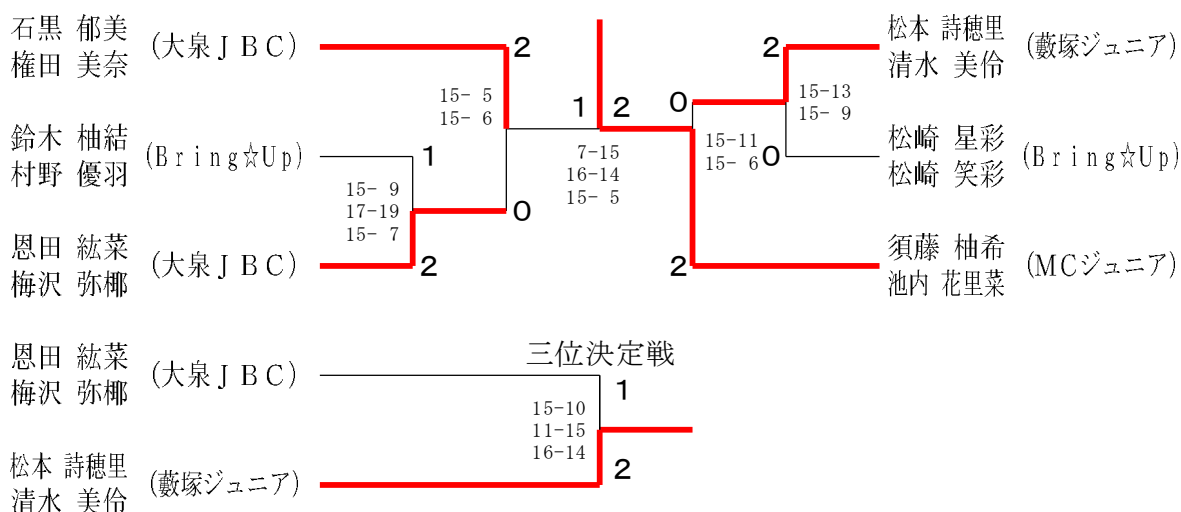 石黒 郁美
権田 美奈
(大泉ＪＢＣ)
2
15- 5
15- 6
鈴木 柚結
村野 優羽
(Ｂｒｉｎｇ☆Up)
1
15- 9
17-19
15- 7
0
恩田 紘菜
梅沢 弥椰
(大泉ＪＢＣ)
2
1
2
7-15
16-14
15- 5
松本 詩穂里
清水 美伶
(藪塚ジュニア)
2
15-13
15- 9
0
15-11
15- 6
松崎 星彩
松崎 笑彩
(Ｂｒｉｎｇ☆Up)
0
須藤 柚希
池内 花里菜
(ＭＣジュニア)
2
三位決定戦
恩田 紘菜
梅沢 弥椰
(大泉ＪＢＣ)
1
15-10
11-15
16-14
松本 詩穂里
清水 美伶
(藪塚ジュニア)
2